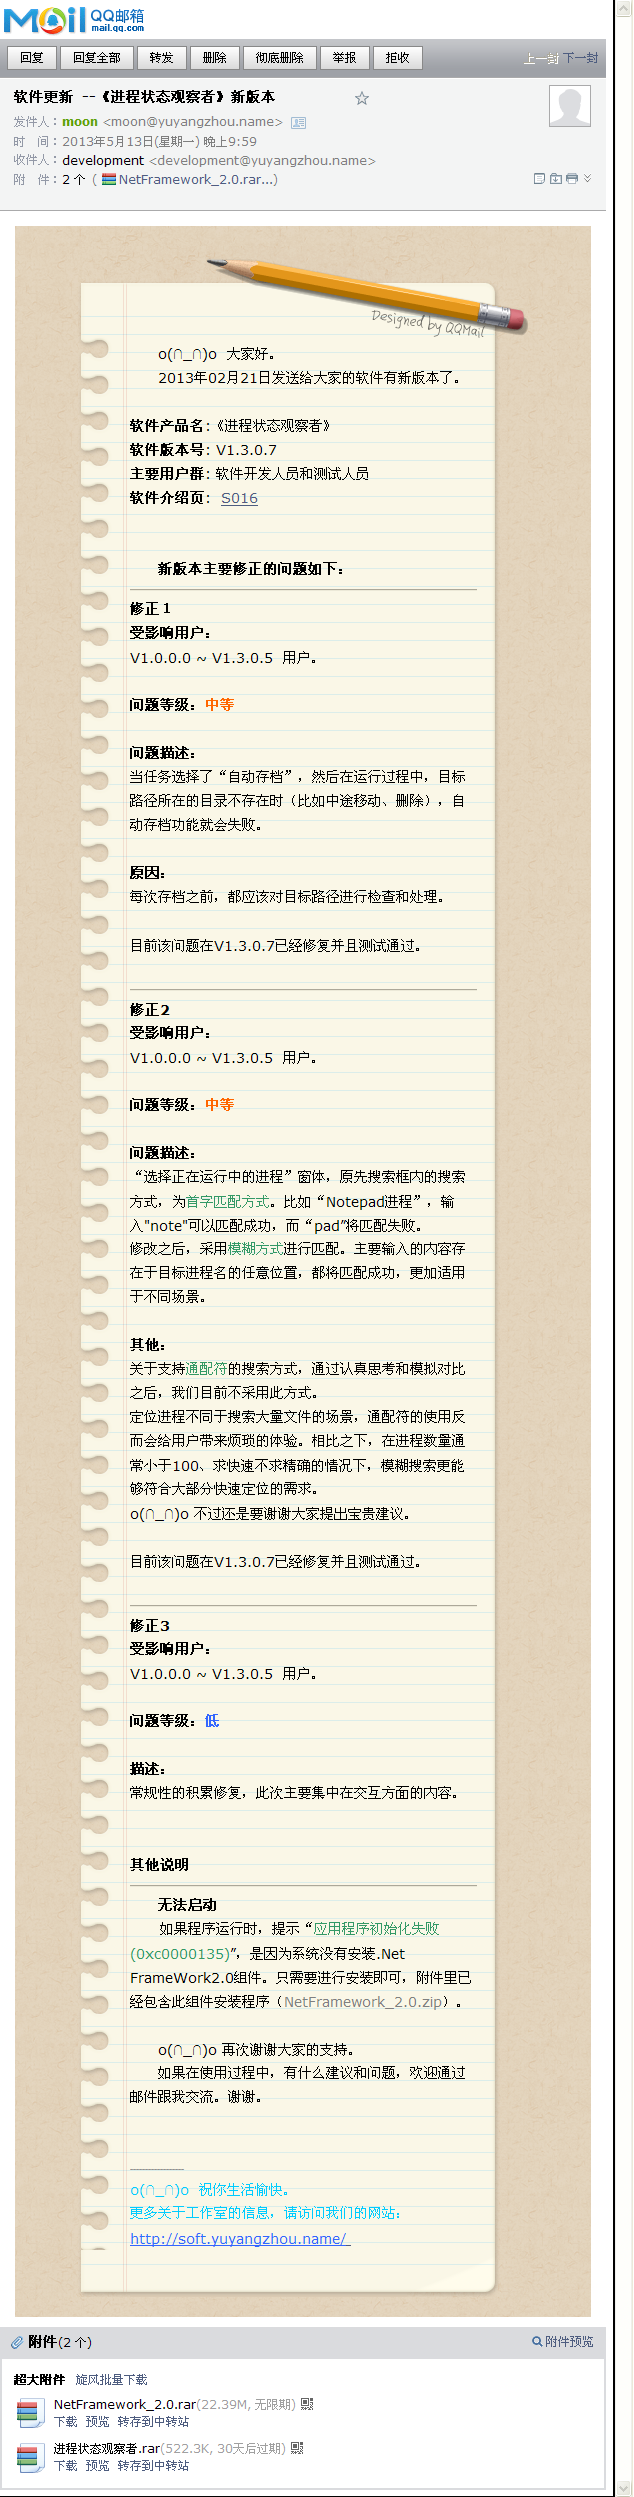 Mail QQ邮箱
mail.qq.com
回复 回复全部 转发 删除 彻底删除 举报 拒收 上一封 下一封
软件更新 --《进程状态观察者》新版本
发件人：moon <moon@yuyangzhou.name>
时 间：2013年5月13日(星期一) 晚上9:59
收件人：development <development@yuyangzhou.name>
附 件：2 个 ( NetFramework_2.0.rar...)
Designed by QQMail
o(∩_∩)o 大家好。
2013年02月21日发送给大家的软件有新版本了。
软件产品名：《进程状态观察者》
软件版本号：V1.3.0.7
主要用户群：软件开发人员和测试人员
软件介绍页： S016
新版本主要修正的问题如下：
修正 1
受影响用户：
V1.0.0.0 ~ V1.3.0.5 用户。
问题等级：中等
问题描述：
当任务选择了“自动存档”，然后在运行过程中，目标
路径所在的目录不存在时（比如中途移动、删除），自
动存档功能就会失败。
原因：
每次存档之前，都应该对目标路径进行检查和处理。
目前该问题在V1.3.0.7已经修复并且测试通过。
修正2
受影响用户：
V1.0.0.0 ~ V1.3.0.5 用户。
问题等级：中等
问题描述：
“选择正在运行中的进程”窗体，原先搜索框内的搜索
方式，为首字匹配方式。比如“Notepad进程”，输
入"note"可以匹配成功，而“pad”将匹配失败。
修改之后，采用模糊方式进行匹配。主要输入的内容存
在于目标进程名的任意位置，都将匹配成功，更加适用
于不同场景。
其他：
关于支持通配符的搜索方式，通过认真思考和模拟对比
之后，我们目前不采用此方式。
定位进程不同于搜索大量文件的场景，通配符的使用反
而会给用户带来烦琐的体验。相比之下，在进程数量通
常小于100、求快速不求精确的情况下，模糊搜索更能
够符合大部分快速定位的需求。
o(∩_∩)o 不过还是要谢谢大家提出宝贵建议。
目前该问题在V1.3.0.7已经修复并且测试通过。
修正3
受影响用户：
V1.0.0.0 ~ V1.3.0.5 用户。
问题等级：低
描述：
常规性的积累修复，此次主要集中在交互方面的内容。
其他说明
无法启动
如果程序运行时，提示“应用程序初始化失败
(0xc0000135)”，是因为系统没有安装.Net
FrameWork2.0组件。只需要进行安装即可，附件里已
经包含此组件安装程序（NetFramework_2.0.zip）。
o(∩_∩)o 再次谢谢大家的支持。
如果在使用过程中，有什么建议和问题，欢迎通过
邮件跟我交流。谢谢。
o(∩_∩)o 祝你生活愉快。
更多关于工作室的信息，请访问我们的网站：
http://soft.yuyangzhou.name/
附件(2 个) 附件预览
超大附件 旋风批量下载
NetFramework_2.0.rar(22.39M, 无限期)
下载 预览 转存到中转站
进程状态观察者.rar(522.3K, 30天后过期)
下载 预览 转存到中转站